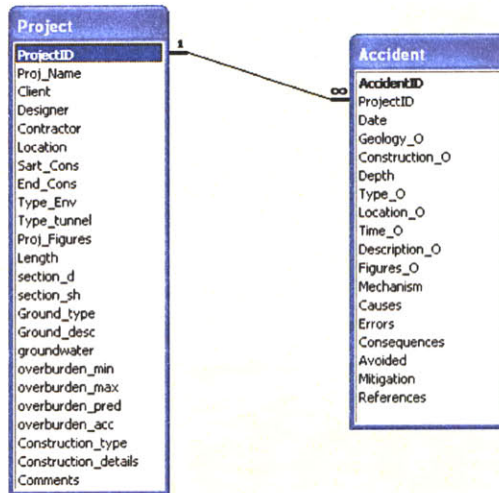 Project
ProjectID
Proj_Name
Client
Designer
Contractor
Location
Sart_Cons
End_Cons
Type_Env
Type_tunnel
Proj_Figures
Length
section_d
section_sh
Ground_type
Ground_desc
groundwater
overburden_min
overburden_max
overburden_pred
overburden_acc
Construction_type
Construction_details
Comments
1
∞
Accident
AccidentID
ProjectID
Date
Geology_O
Construction_O
Depth
Type_O
Location_O
Time_O
Description_O
Figures_O
Mechanism
Causes
Errors
Consequences
Avoided
Mitigation
References